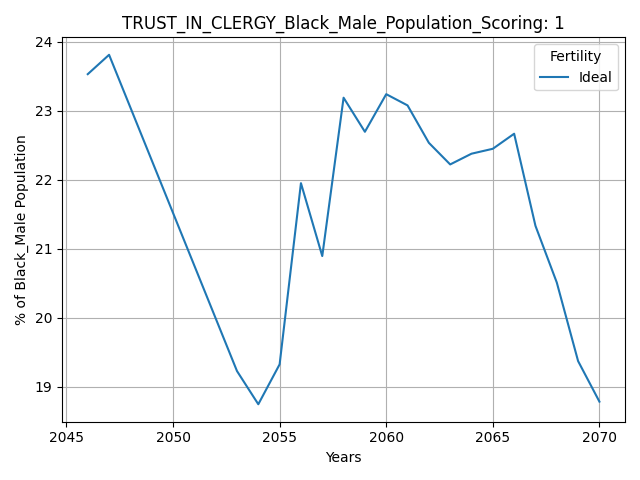 TRUST_IN_CLERGY_Black_Male_Population_Scoring: 1
Fertility
Ideal
% of Black_Male Population
24
23
22
21
20
19
2045 2050 2055 2060 2065 2070
Years